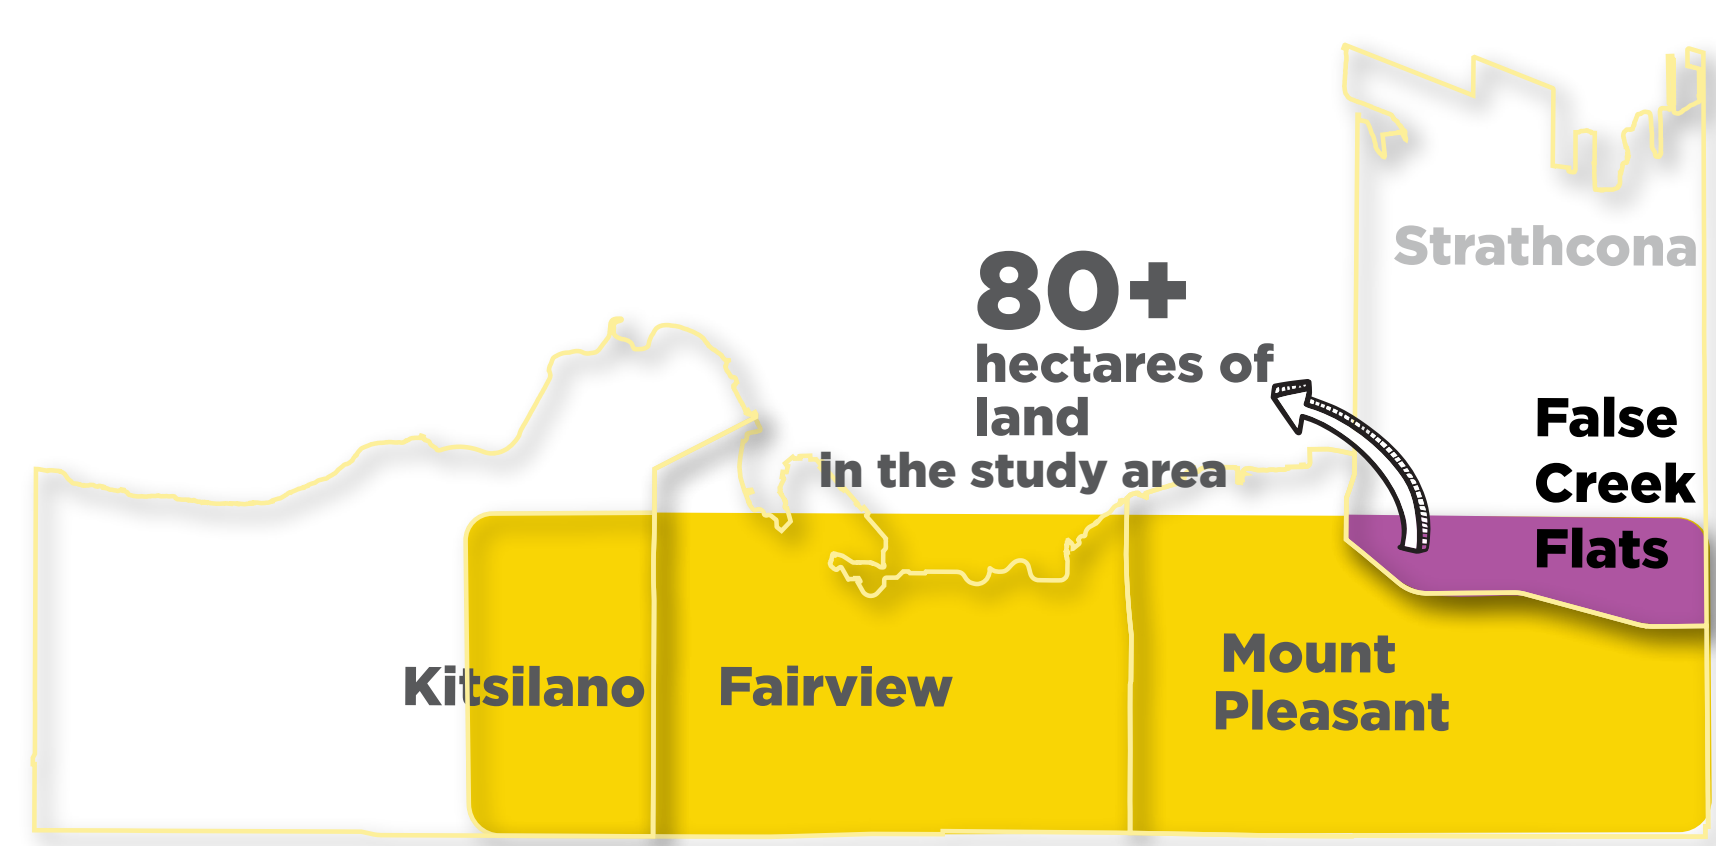 Strathcona
80+
hectares of
land
in the study area
False
Creek
Flats
Kitsilano
Fairview
Mount
Pleasant